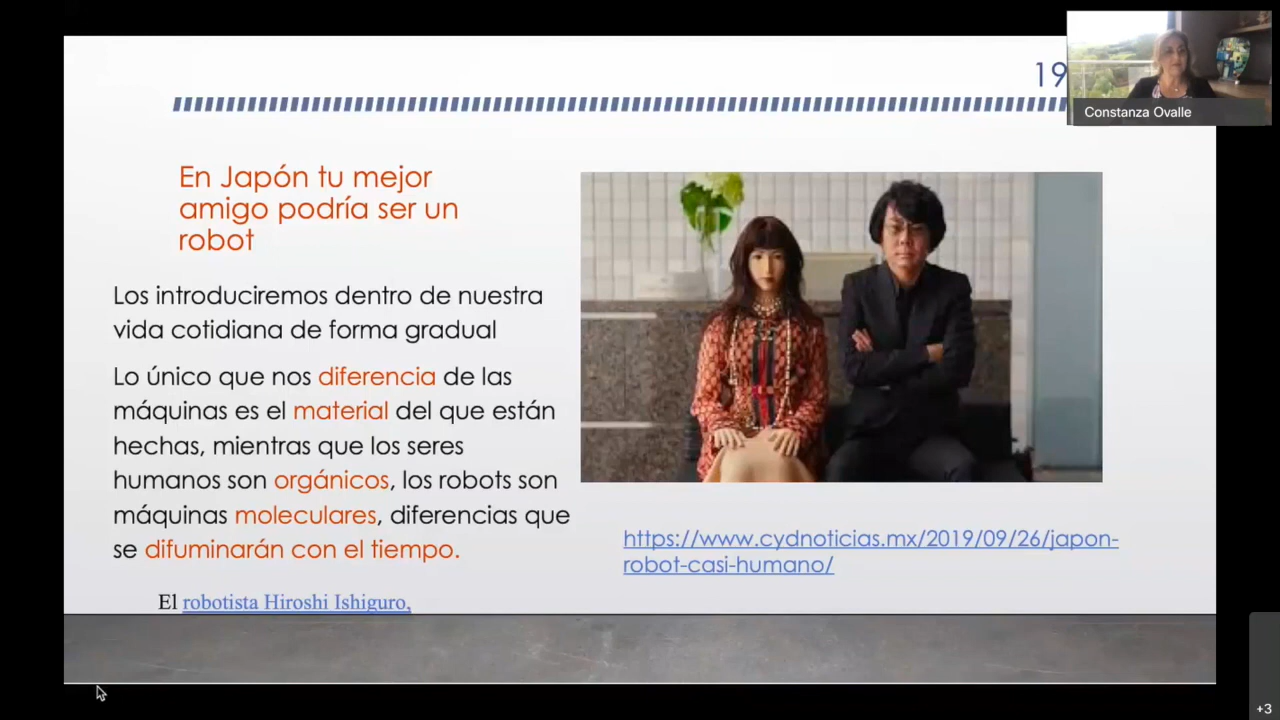 19
Constanza Ovalle
En Japón tu mejor
amigo podría ser un
robot
Los introduciremos dentro de nuestra
vida cotidiana de forma gradual
Lo único que nos diferencia de las
máquinas es el material del que están
hechas, mientras que los seres
humanos son orgánicos, los robots son
máquinas moleculares, diferencias que
se difuminarán con el tiempo.
El robotista Hiroshi Ishiguro,
https://www.cydnoticias.mx/2019/09/26/japon-
robot-casi-humano/
+3